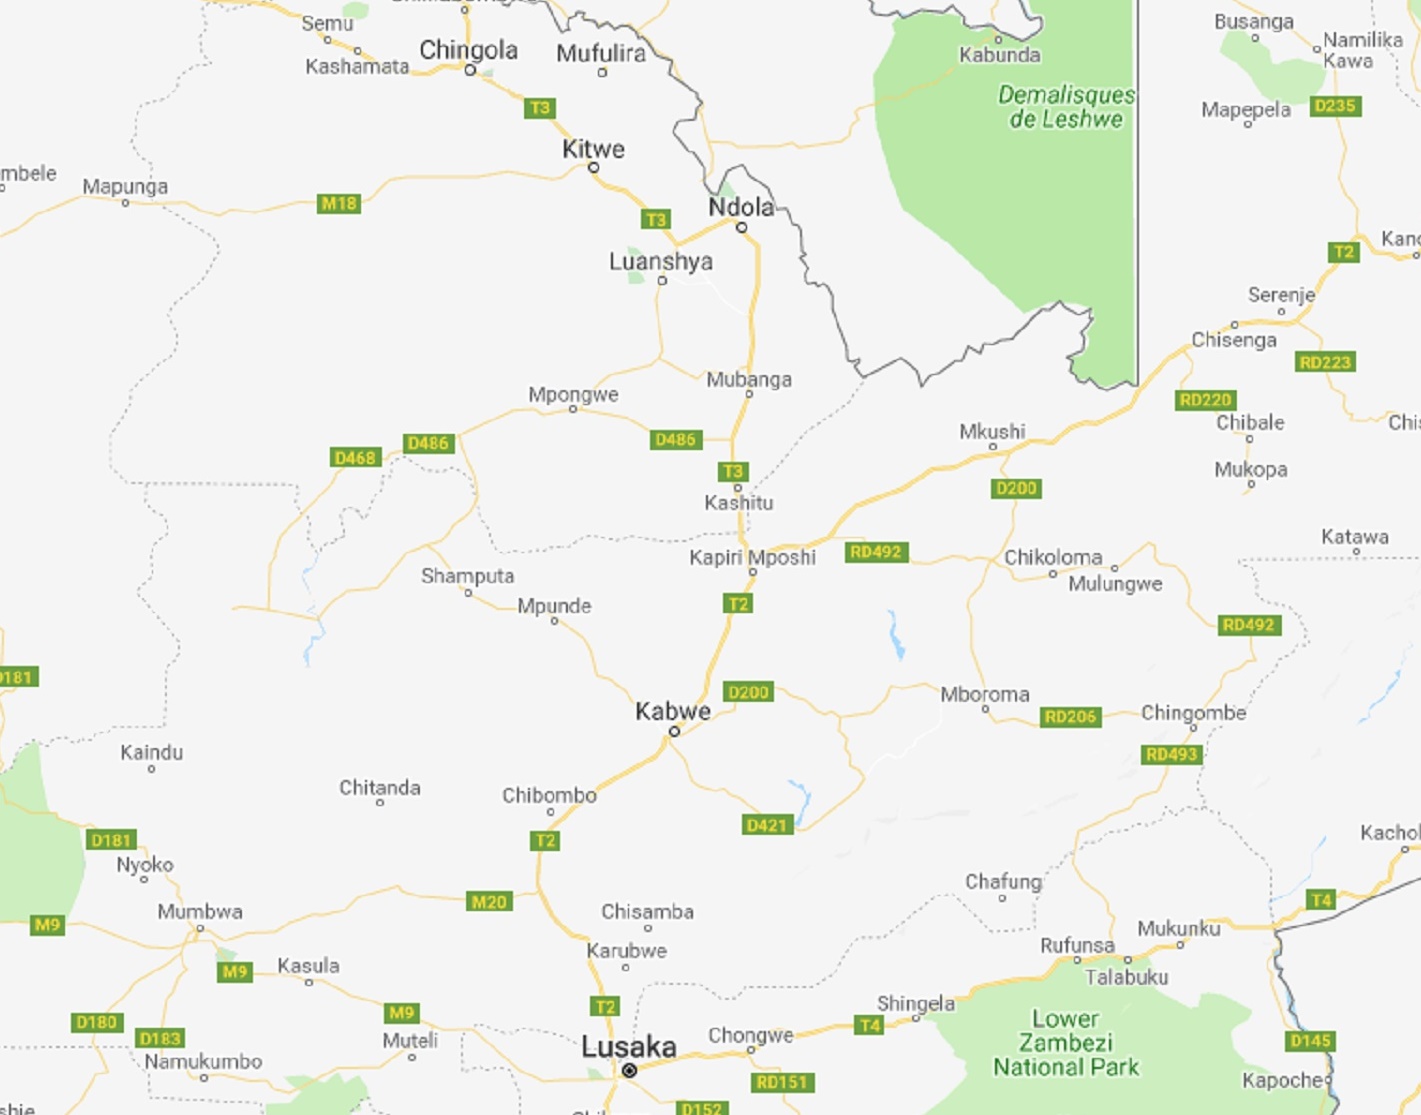 Semu
Chingola
Mufulira
Kabunda
Busanga
Namilika
Kawa
Kashamata
Demalisques
de Leshwe
T3
Mapepela
D235
Kitwe
mbele
Mapunga
M18
T3
Ndola
T2
Luanshya
Serenje
Chisenga
RD223
Mpongwe
Mubanga
RD220
Chibale
Mkushi
D468
D486
D486
T3
Mukopa
D200
Kashitu
Katawa
Kapiri Mposhi
RD492
Chikoloma
Mulungwe
Shamputa
Mpunde
T2
RD492
D181
D200
Mboroma
Kabwe
RD206
Chingombe
Kaindu
RD493
Chitanda
Chibombo
D421
D181
T2
Kachol
Nyoko
Chafung
M20
T4
Mumbwa
Chisamba
M9
Mukunku
Karubwe
Rufunsa
Kasula
M9
Talabuku
T2
Shingela
M9
Lower
Zambezi
National Park
D180
D183
Muteli
Lusaka
Chongwe
T4
D145
Namukumbo
RD151
Kapoche
D152